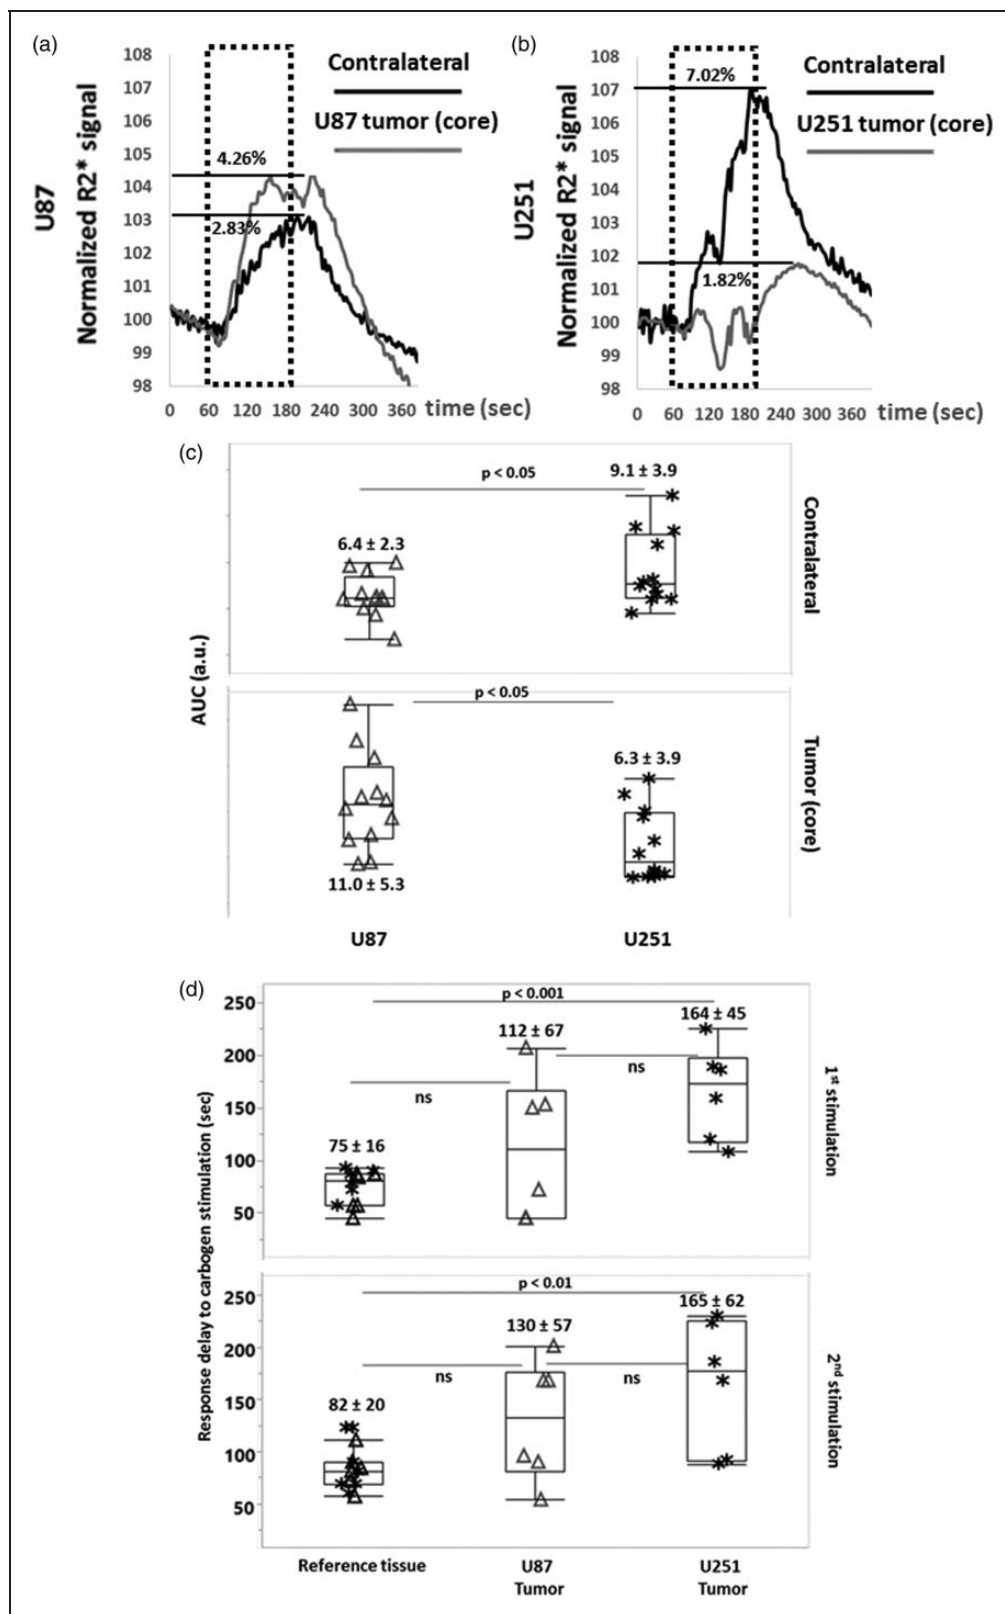 (a)
U87
Normalized R2* signal
108
107
106
105
104
103
102
101
100
99
98
4.26%
2.83%
Contralateral
U87 tumor (core)
0 60 120 180 240 300 360 time (sec)
(b)
U251
Normalized R2* signal
108
107
106
105
104
103
102
101
100
99
98
7.02%
1.82%
Contralateral
U251 tumor (core)
0 60 120 180 240 300 360 time (sec)
(c)
AUC (a.u.)
p < 0.05
9.1 ± 3.9
6.4 ± 2.3
Contralateral
p < 0.05
6.3 ± 3.9
11.0 ± 5.3
Tumor (core)
U87 U251
(d)
Response delay to carbogen stimulation (sec)
250
200
150
100
50
p < 0.001
164 ± 45
112 ± 67
ns
ns
75 ± 16
1st stimulation
250
200
150
100
50
p < 0.01
165 ± 62
130 ± 57
ns
ns
82 ± 20
2nd stimulation
Reference tissue
U87
Tumor
U251
Tumor